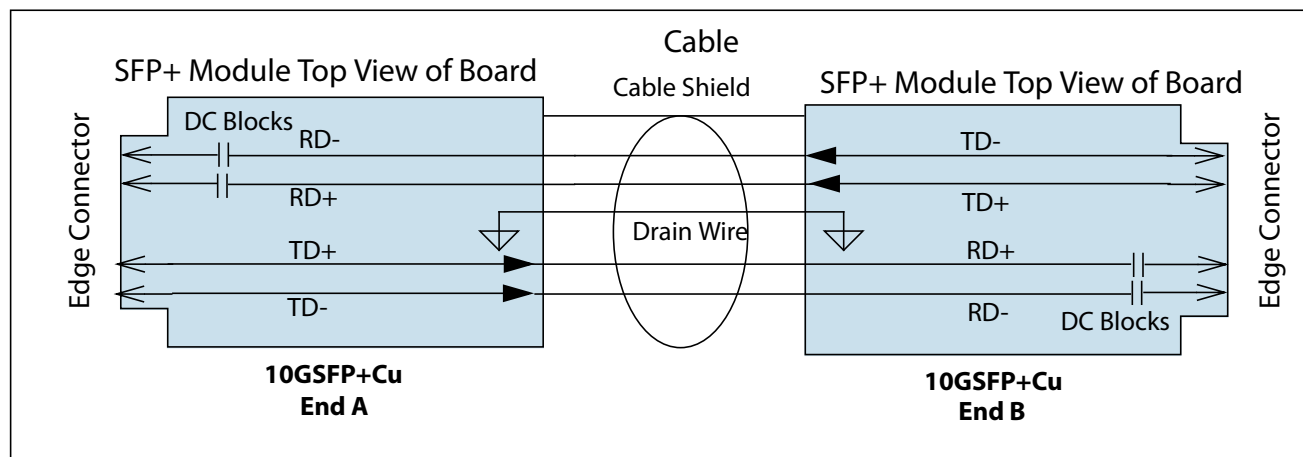 Cable
SFP+ Module Top View of Board
Cable Shield
SFP+ Module Top View of Board
Edge Connector
DC Blocks
RD-
RD+
TD+
TD-
Drain Wire
TD-
TD+
RD+
RD-
DC Blocks
Edge Connector
10GSFP+Cu
End A
10GSFP+Cu
End B